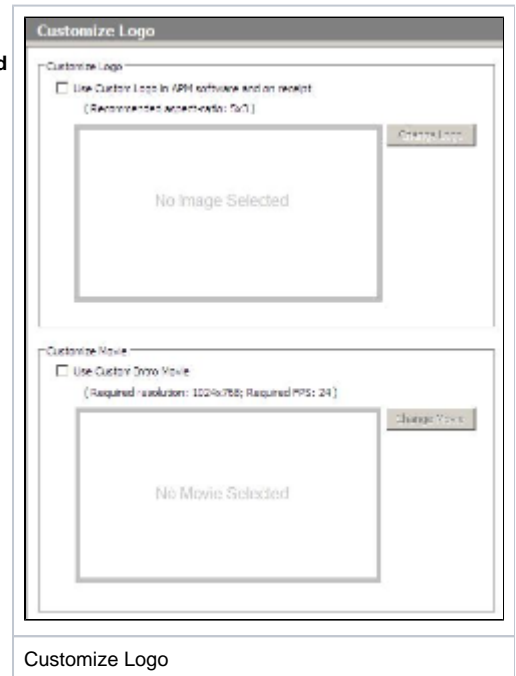 Customize Logo
d
Customize Logo
Use Custom Logo in APM software and on receipt
(Recommended aspect-ratio: 5x3)
Change Logo
No Image Selected
Customize Movie
Use Custom Intro Movie
(Required resolution: 1024x768; Required FPS: 24)
Change Movie
No Movie Selected
Customize Logo